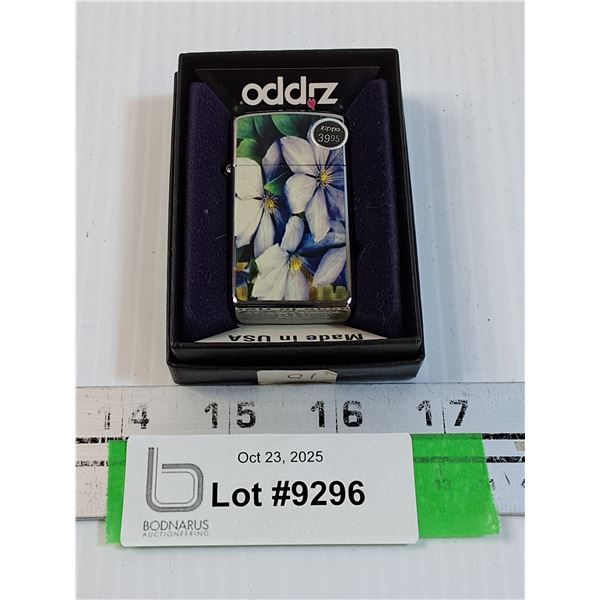 zippo
zippo
39.95
Made in USA
14 15 16 17
Oct 23, 2025
Lot #9296
BODNARUS
AUCTIONEERING